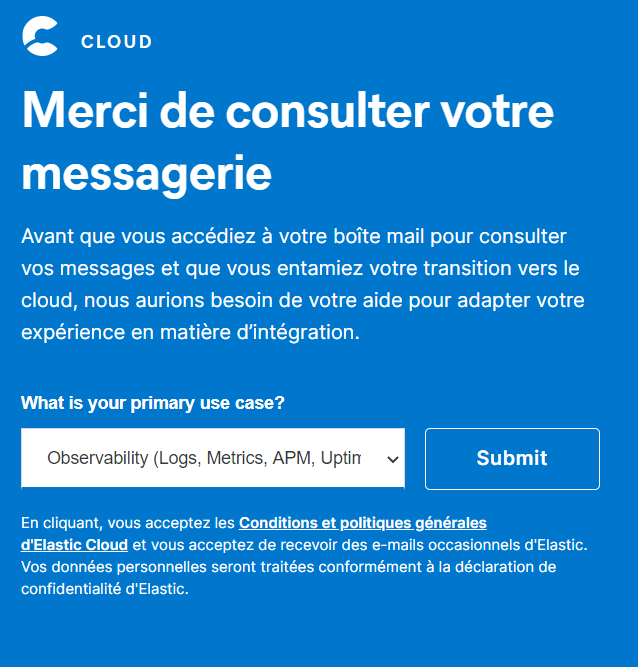 CLOUD
Merci de consulter votre
messagerie
Avant que vous accédiez à votre boîte mail pour consulter
vos messages et que vous entamiez votre transition vers le
cloud, nous aurions besoin de votre aide pour adapter votre
expérience en matière d’intégration.
What is your primary use case?
Observability (Logs, Metrics, APM, Uptim
Submit
En cliquant, vous acceptez les Conditions et politiques générales
d'Elastic Cloud et vous acceptez de recevoir des e-mails occasionnels d'Elastic.
Vos données personnelles seront traitées conformément à la déclaration de
confidentialité d'Elastic.